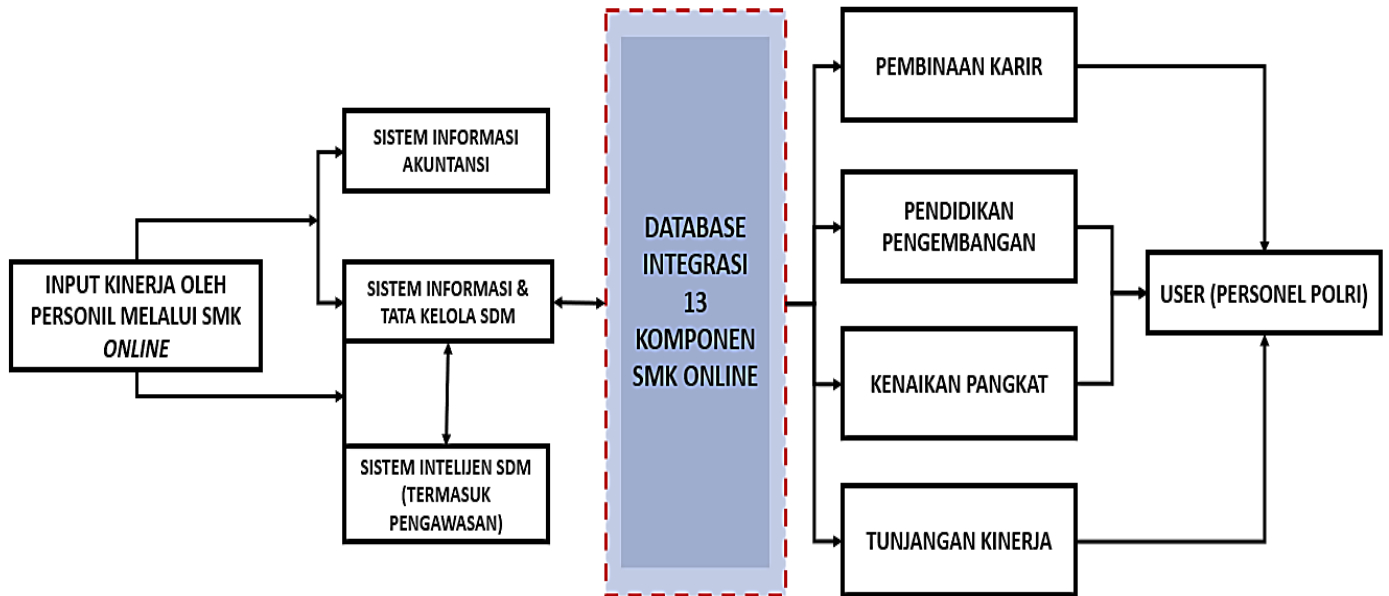 INPUT KINERJA OLEH
PERSONIL MELALUI SMK
ONLINE
SISTEM INFORMASI
AKUNTANSI
SISTEM INFORMASI &
TATA KELOLA SDM
SISTEM INTELIJEN SDM
(TERMASUK
PENGAWASAN)
DATABASE
INTEGRASI
13
KOMPONEN
SMK ONLINE
PEMBINAAN KARIR
PENDIDIKAN
PENGEMBANGAN
KENAIKAN PANGKAT
TUNJANGAN KINERJA
USER (PERSONEL POLRI)